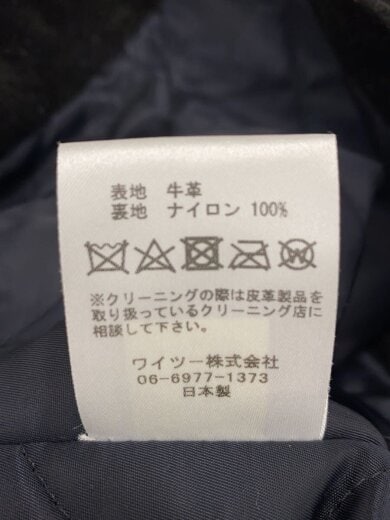 表地 牛革
裏地 ナイロン 100%
※クリーニングの際は皮革製品を
取り扱っているクリーニング店に
相談して下さい。
ワイツー株式会社
06-6977-1373
日本製